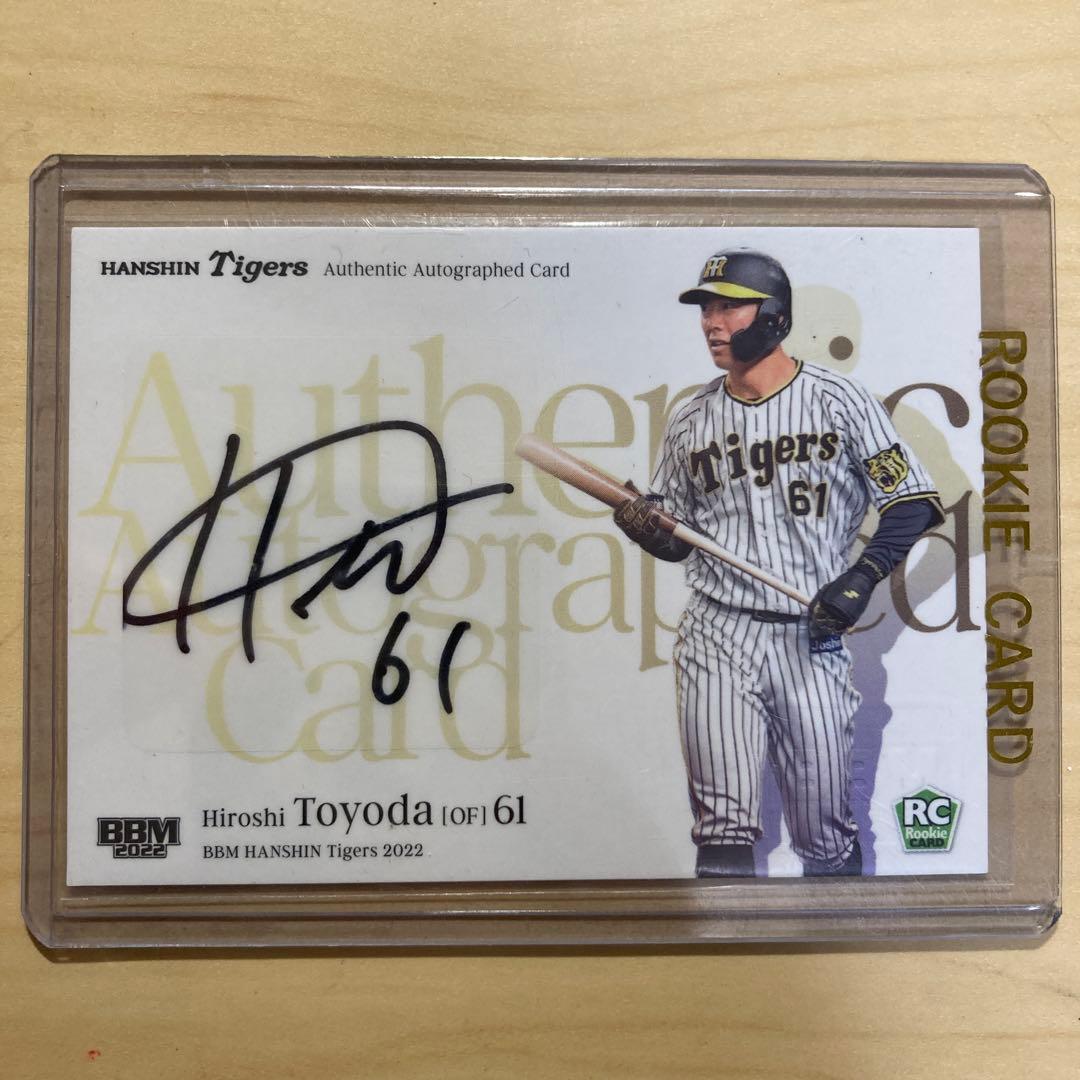 HANSHIN Tigers Authentic Autographed Card
Authentic
Autographed
Card
61
Tigers
61
ROOKIE CARD
BBM
2022
Hiroshi Toyoda [OF] 61
BBM HANSHIN Tigers 2022
RC
Rookie
CARD